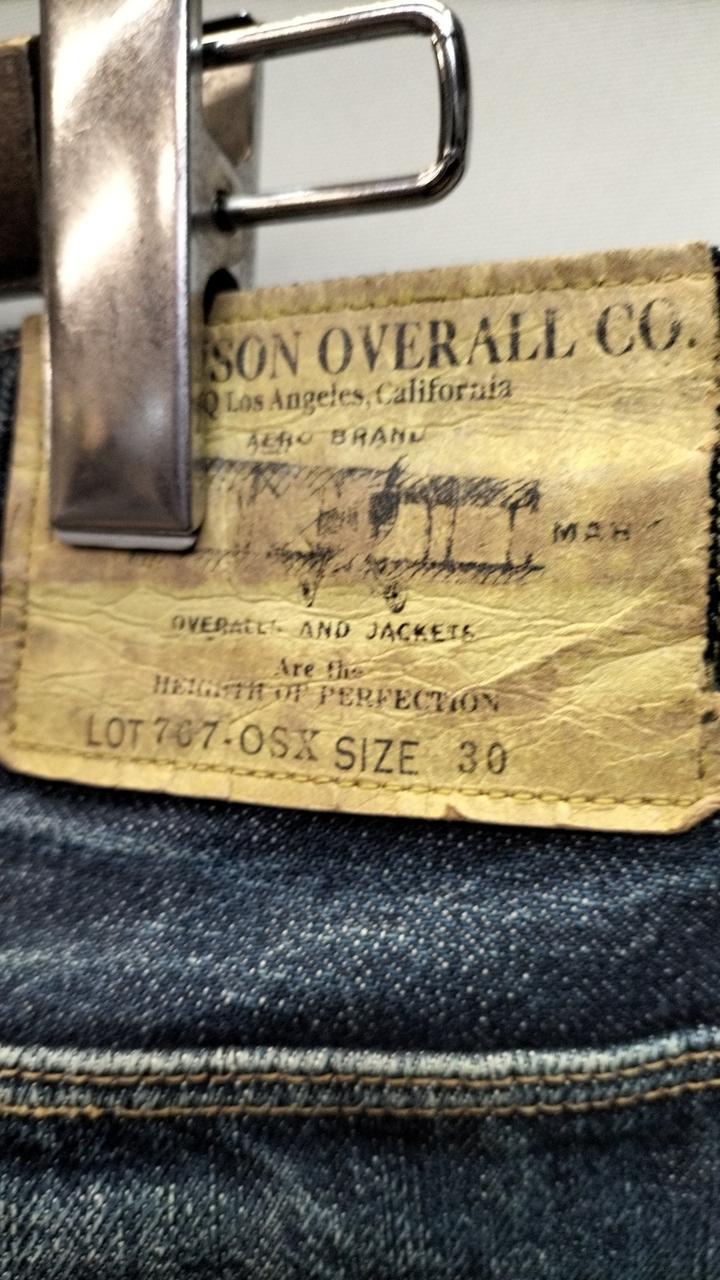 SON OVERALL CO.
Q Los Angeles, California
AERO BRAND
OVERALLS AND JACKETS
Are the
HEIGHTH OF PERFECTION
LOT 767-OSX SIZE 30